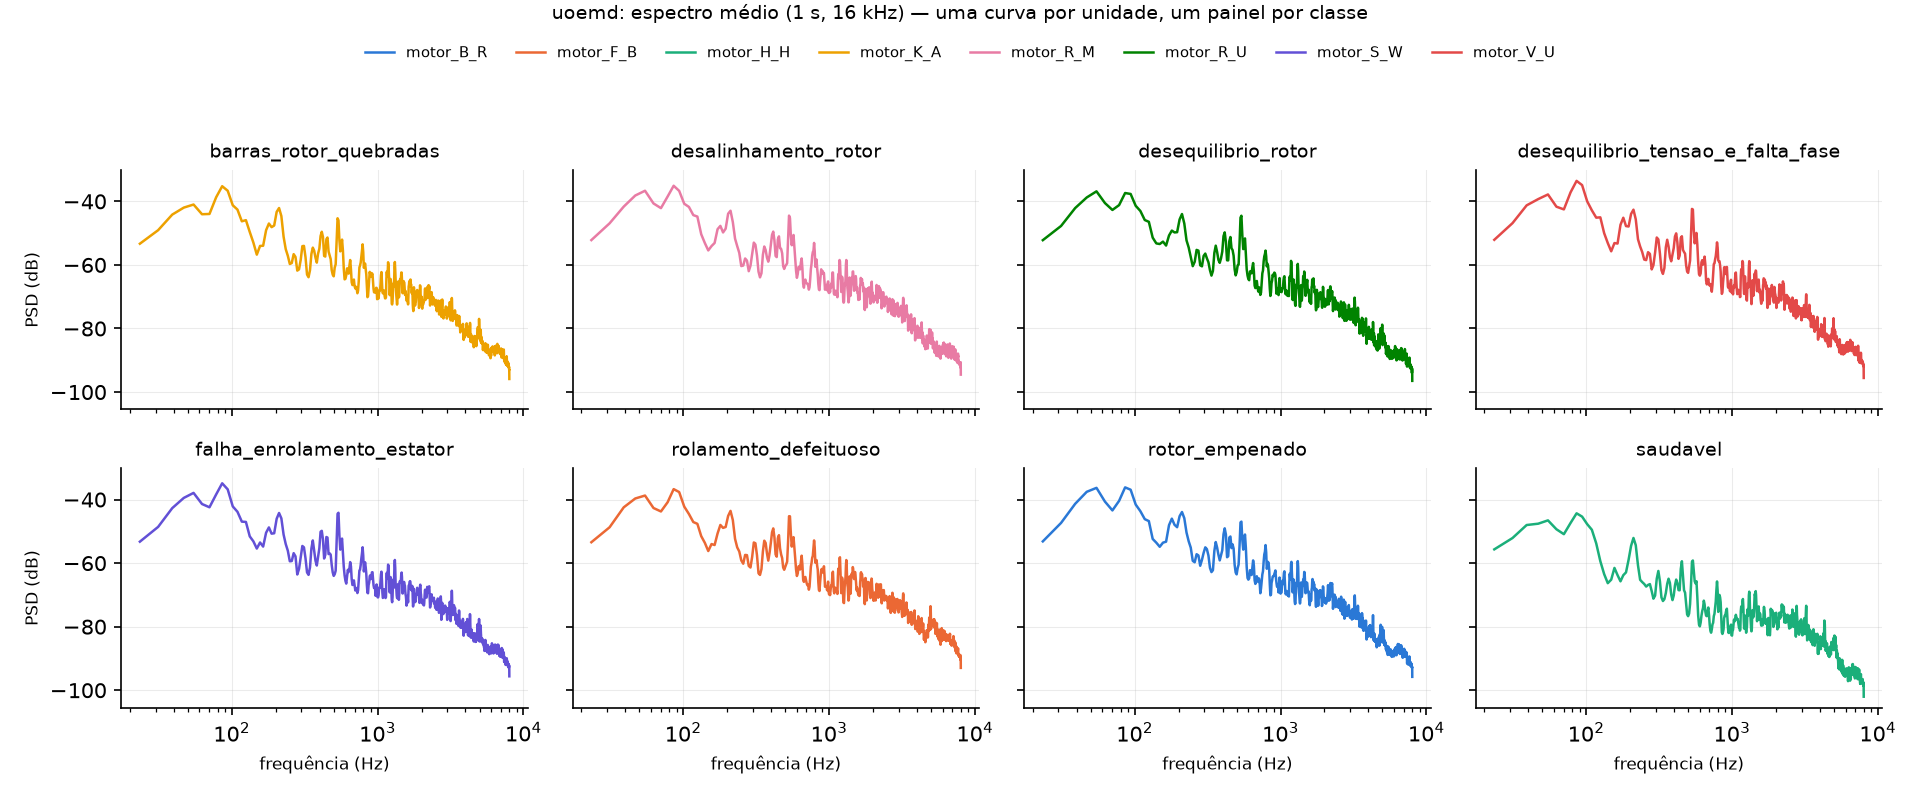 uoemd: espectro médio (1 s, 16 kHz) — uma curva por unidade, um painel por classe
motor_B_R motor_F_B motor_H_H motor_K_A motor_R_M motor_R_U motor_S_W motor_V_U
barras_rotor_quebradas desalinhamento_rotor desequilibrio_rotor desequilibrio_tensao_e_falta_fase
PSD (dB)
−40
−60
−80
−100
falha_enrolamento_estator rolamento_defeituoso rotor_empenado saudavel
PSD (dB)
−40
−60
−80
−100
10² 10³ 10⁴ 10² 10³ 10⁴ 10² 10³ 10⁴ 10² 10³ 10⁴
frequência (Hz) frequência (Hz) frequência (Hz) frequência (Hz)